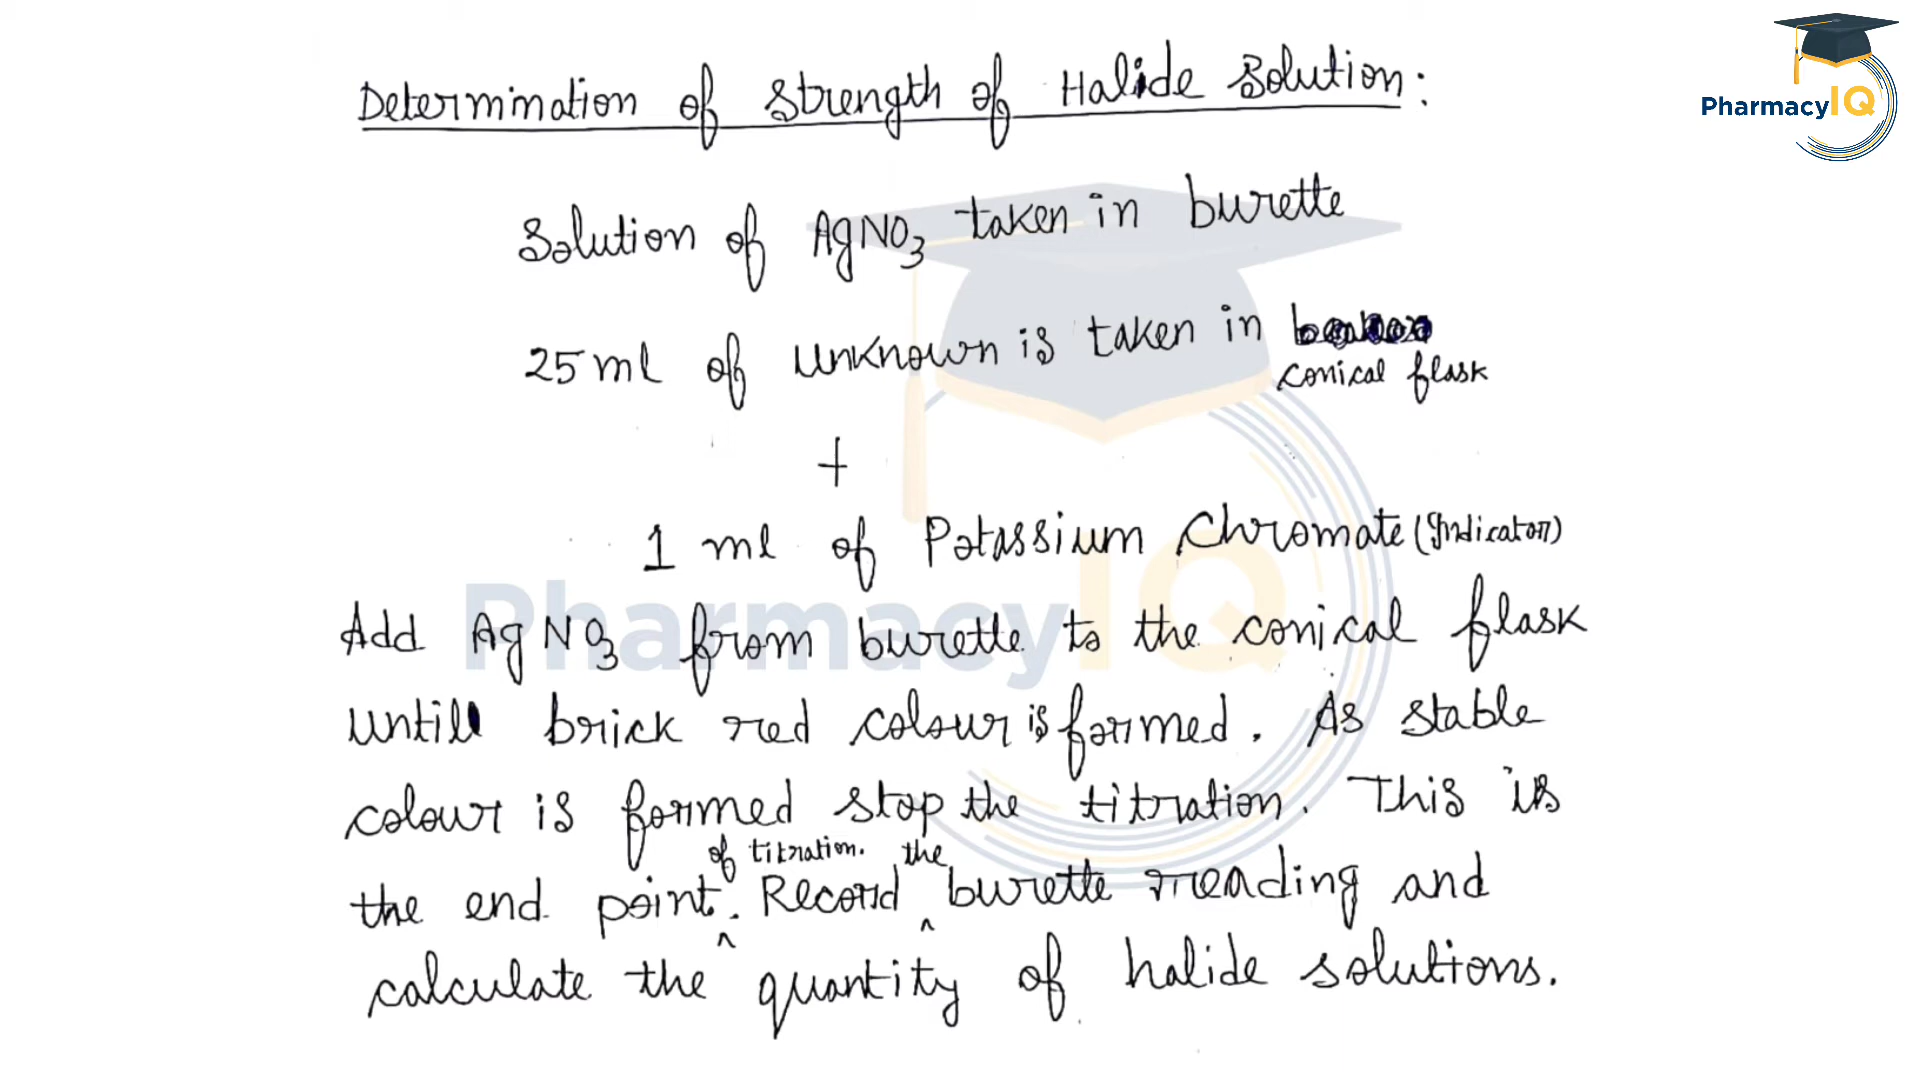 PharmacyIQ
Determination of Strength of Halide Solution:
Solution of AgNO3 taken in burette
25 ml of unknown is taken in
conical flask
+
1 ml of Potassium Chromate (Indicator)
Add AgNO3 from burette to the conical flask
untill brick red colour is formed. As stable
colour is formed stop the titration. This is
the end point of titration. Record the burette reading and
calculate the quantity of halide solutions.
PharmacyIQ